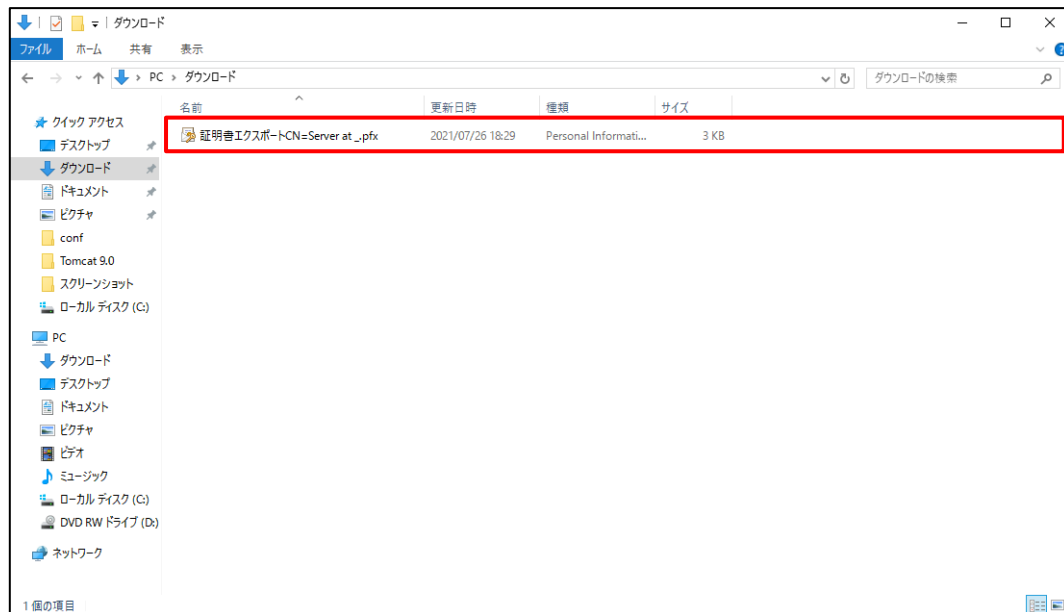 ダウンロード
ファイル ホーム 共有 表示
PC › ダウンロード ダウンロードの検索
名前 更新日時 種類 サイズ
証明書エクスポートCN=Server at _.pfx 2021/07/26 18:29 Personal Informati... 3 KB
クイック アクセス
デスクトップ
ダウンロード
ドキュメント
ピクチャ
conf
Tomcat 9.0
スクリーンショット
ローカル ディスク (C:)
PC
ダウンロード
デスクトップ
ドキュメント
ピクチャ
ビデオ
ミュージック
ローカル ディスク (C:)
DVD RW ドライブ (D:)
ネットワーク
1 個の項目